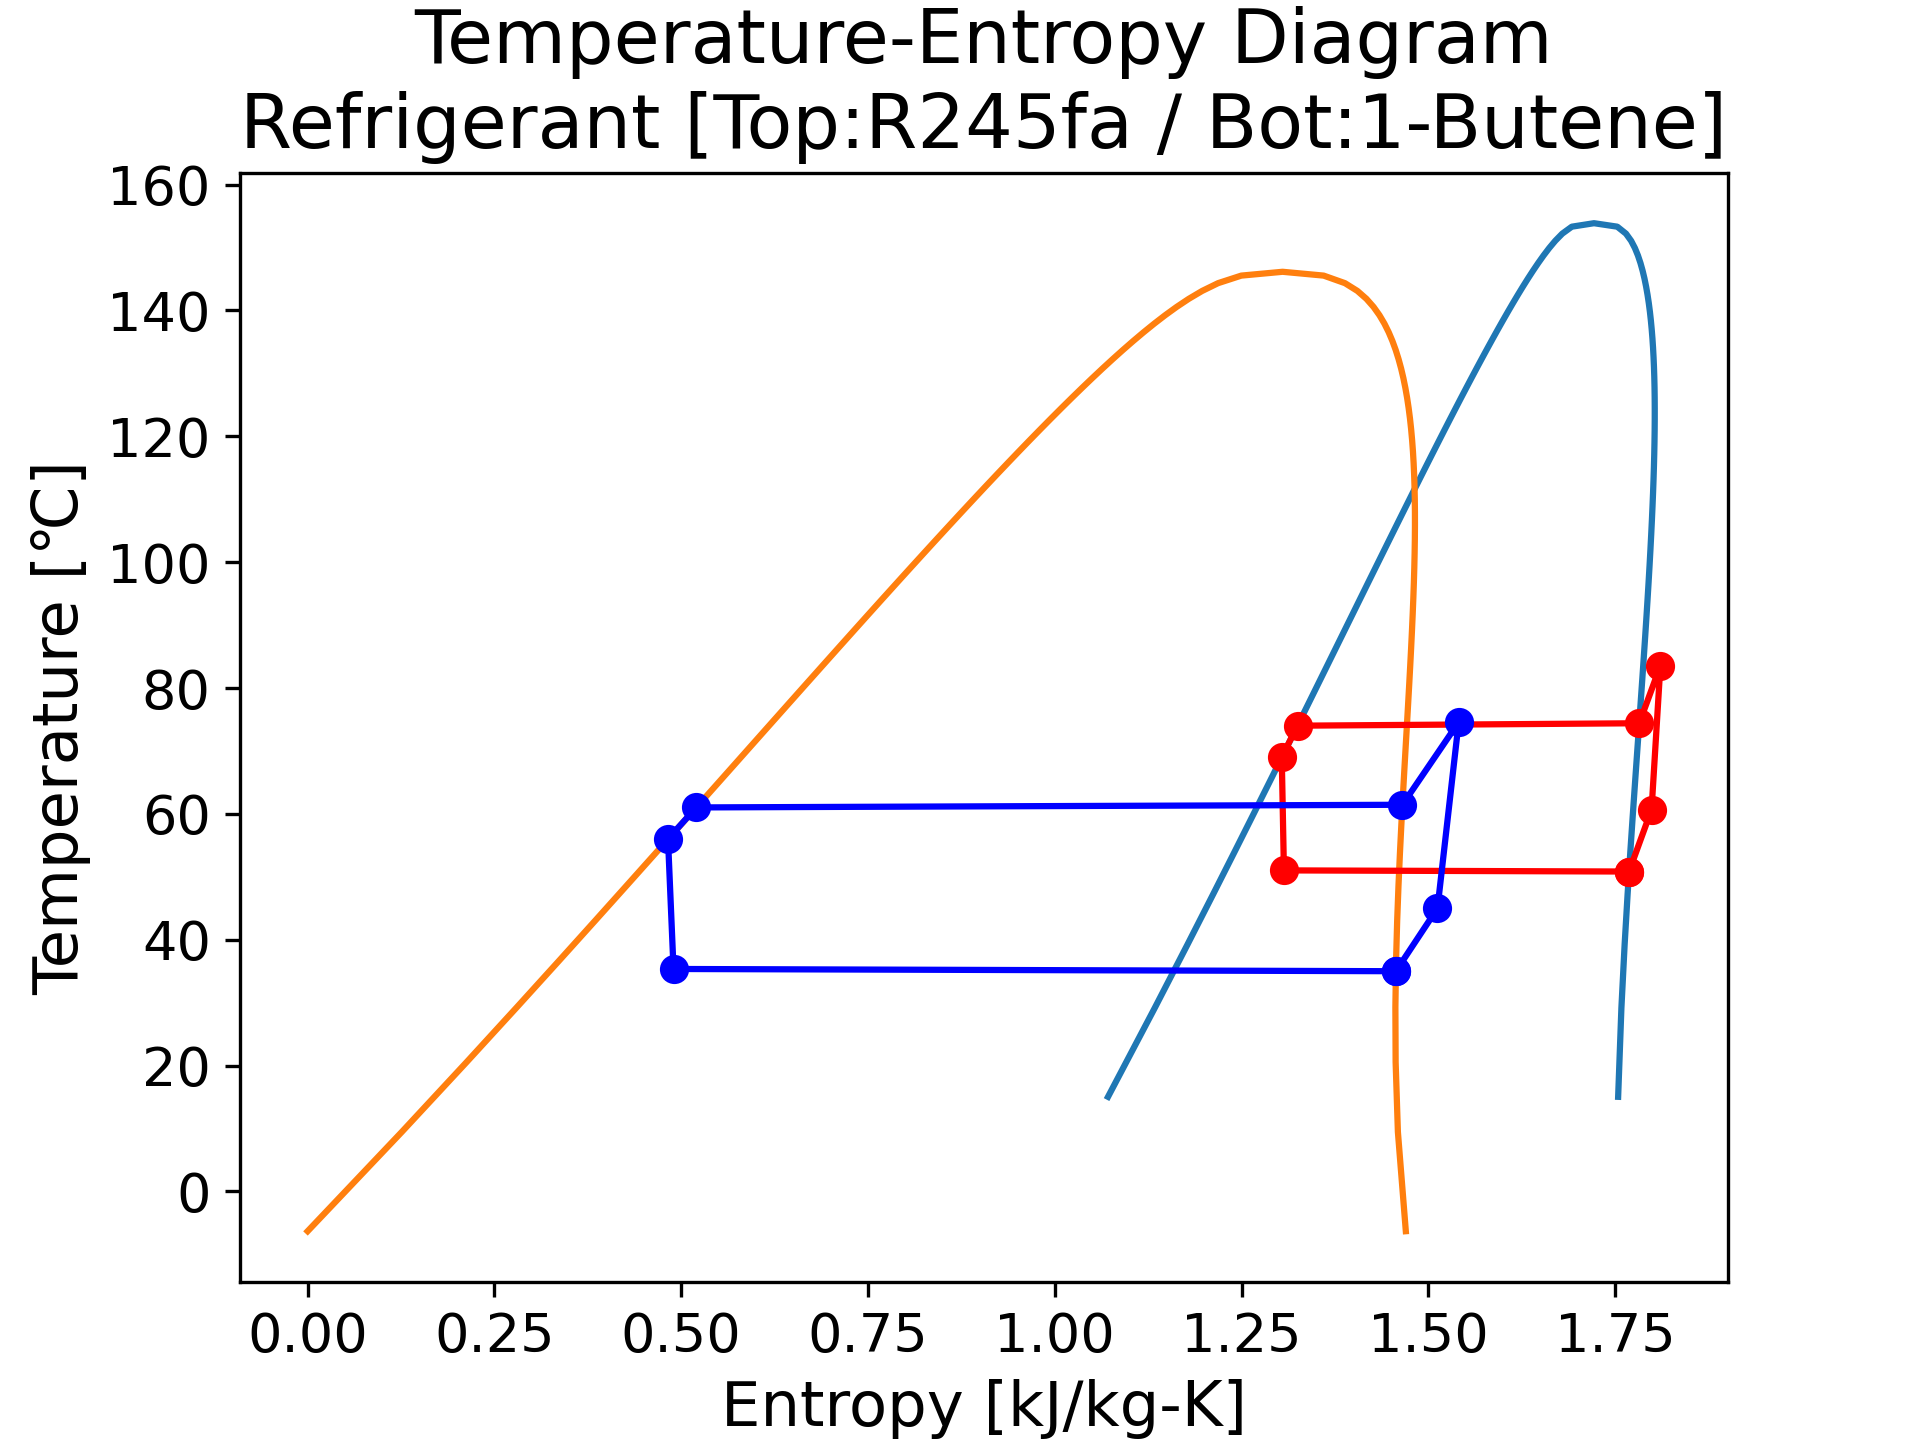 Temperature-Entropy Diagram
Refrigerant [Top:R245fa / Bot:1-Butene]
160
140
120
100
80
60
40
20
0
Temperature [℃]
0.00 0.25 0.50 0.75 1.00 1.25 1.50 1.75
Entropy [kJ/kg-K]